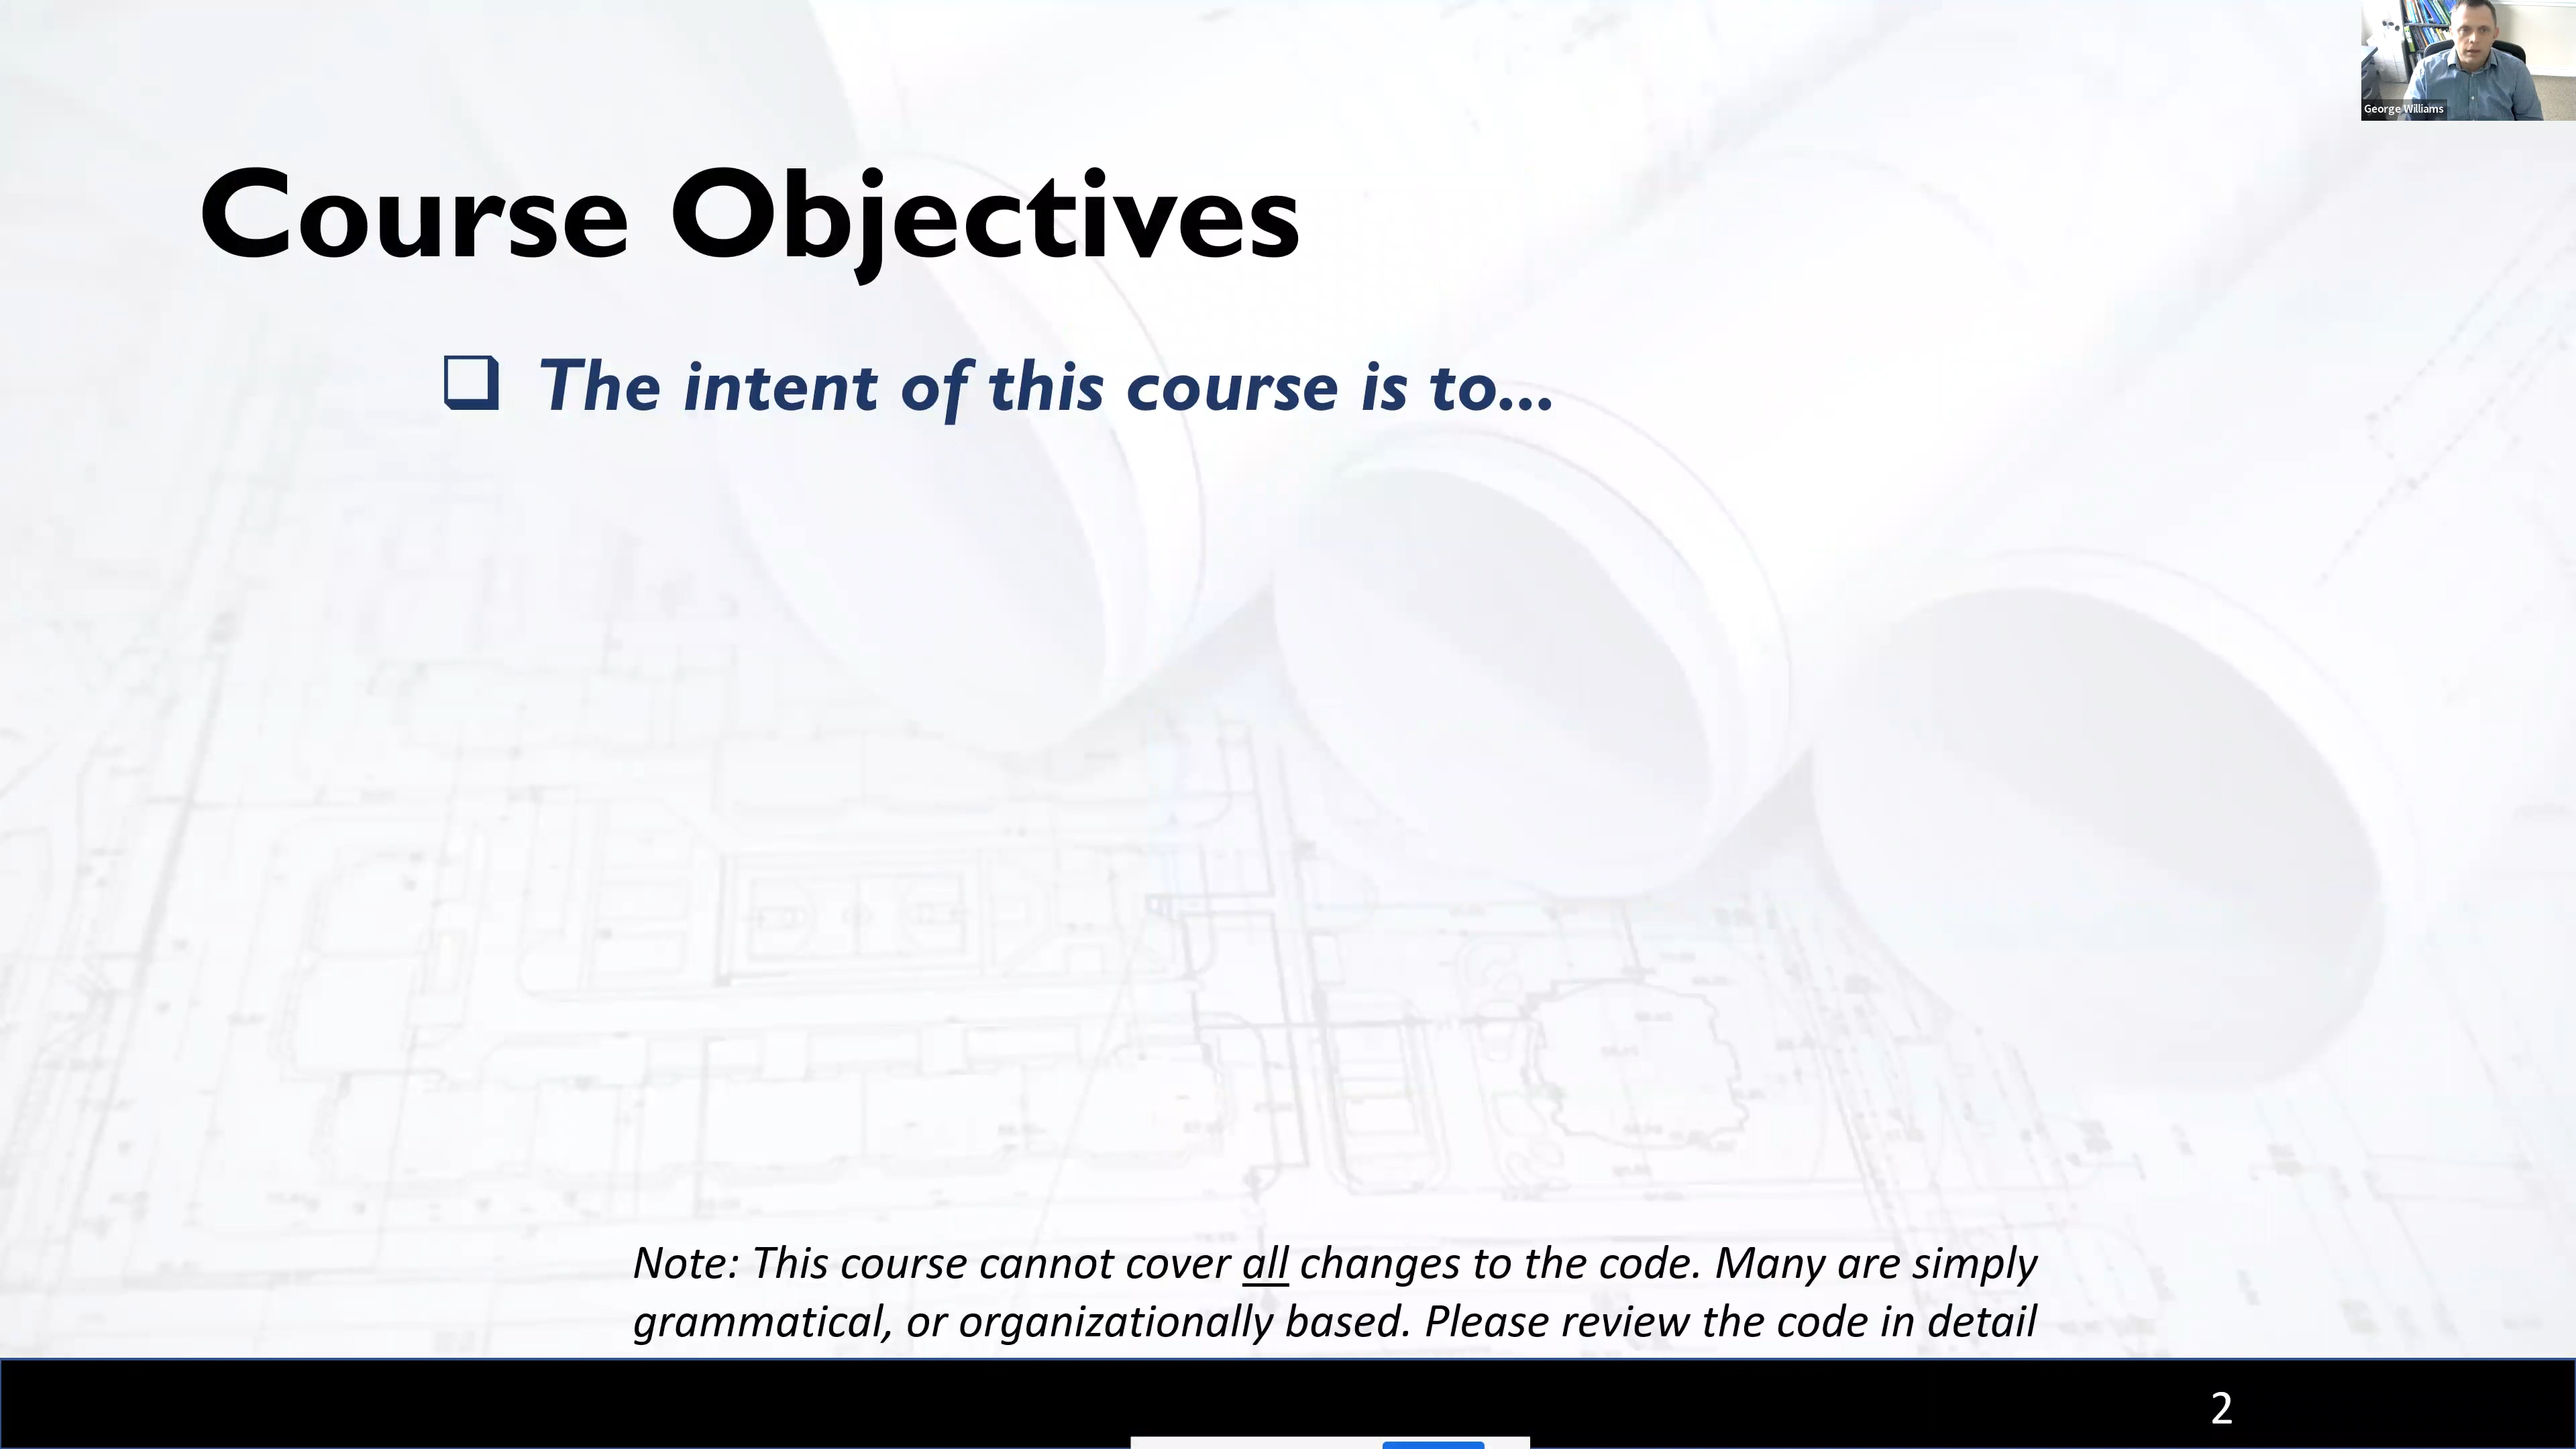 George Williams
Course Objectives
❑ The intent of this course is to...
Note: This course cannot cover all changes to the code. Many are simply
grammatical, or organizationally based. Please review the code in detail
2